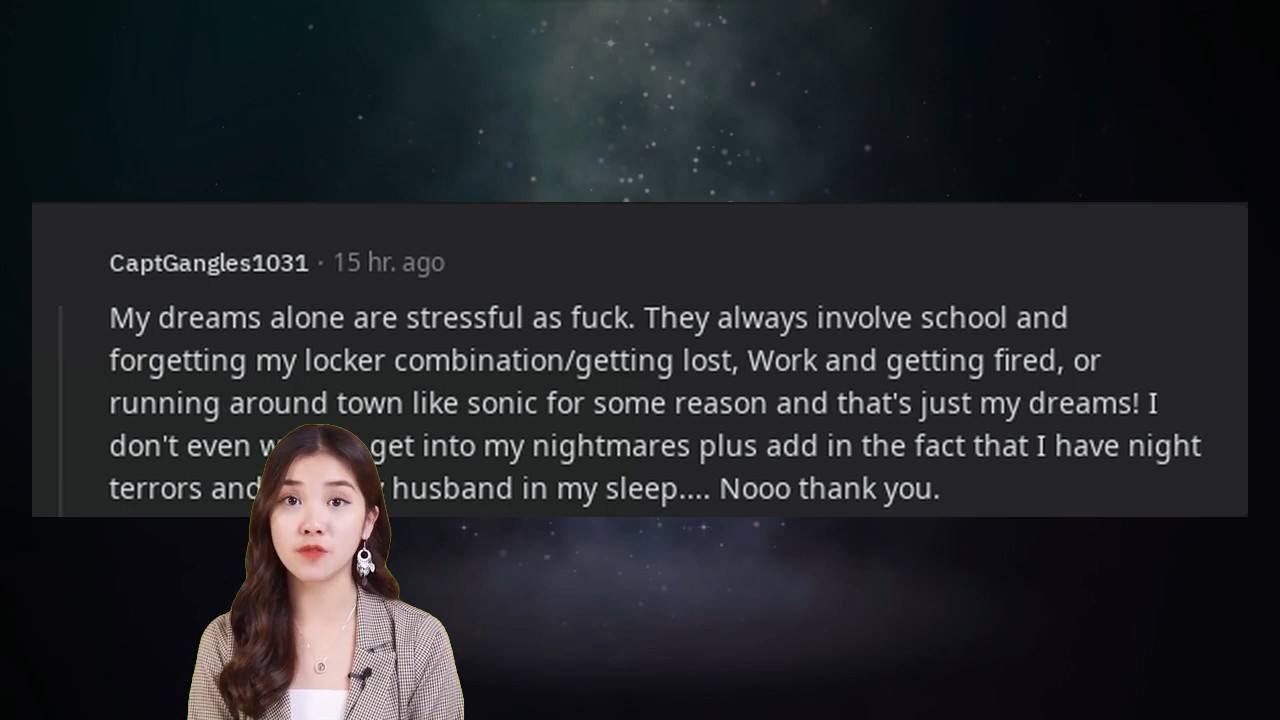 CaptGangles1031 · 15 hr. ago
My dreams alone are stressful as fuck. They always involve school and
forgetting my locker combination/getting lost, Work and getting fired, or
running around town like sonic for some reason and that's just my dreams! I
don't even get into my nightmares plus add in the fact that I have night
terrors and husband in my sleep.... Nooo thank you.